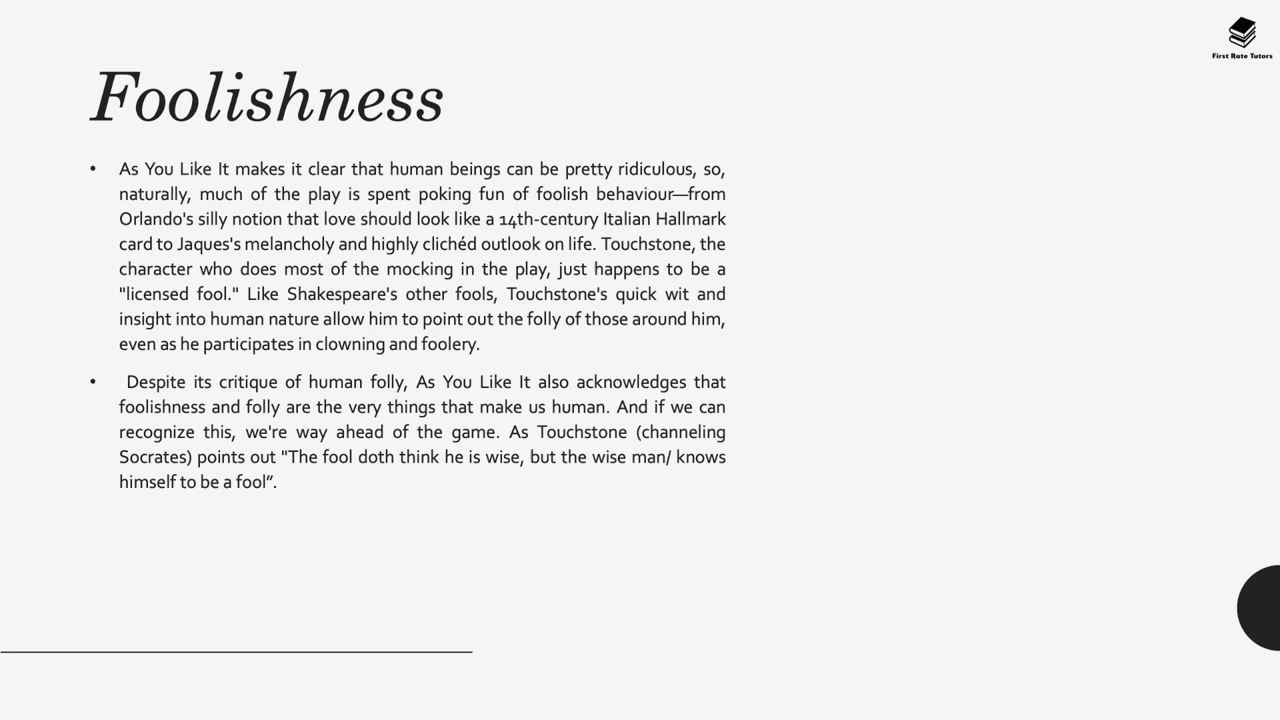 First Rate Tutors
Foolishness
• As You Like It makes it clear that human beings can be pretty ridiculous, so,
naturally, much of the play is spent poking fun of foolish behaviour—from
Orlando's silly notion that love should look like a 14th-century Italian Hallmark
card to Jaques's melancholy and highly clichéd outlook on life. Touchstone, the
character who does most of the mocking in the play, just happens to be a
"licensed fool." Like Shakespeare's other fools, Touchstone's quick wit and
insight into human nature allow him to point out the folly of those around him,
even as he participates in clowning and foolery.
• Despite its critique of human folly, As You Like It also acknowledges that
foolishness and folly are the very things that make us human. And if we can
recognize this, we're way ahead of the game. As Touchstone (channeling
Socrates) points out "The fool doth think he is wise, but the wise man/ knows
himself to be a fool”.